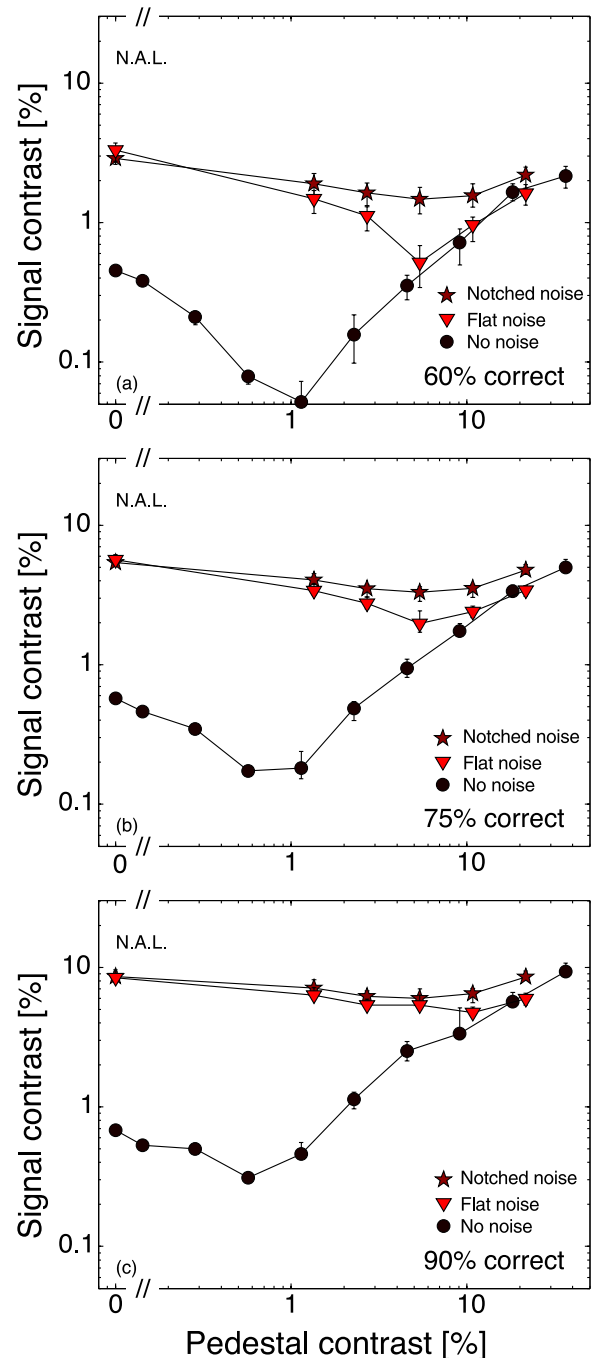 //
N.A.L.
10
1
0.1
Signal contrast [%]
Notched noise
Flat noise
No noise
(a)
60% correct
//
0
1
10
//
N.A.L.
10
1
0.1
Signal contrast [%]
Notched noise
Flat noise
No noise
(b)
75% correct
//
0
1
10
//
N.A.L.
10
1
0.1
Signal contrast [%]
Notched noise
Flat noise
No noise
(c)
90% correct
//
0
1
10
Pedestal contrast [%]